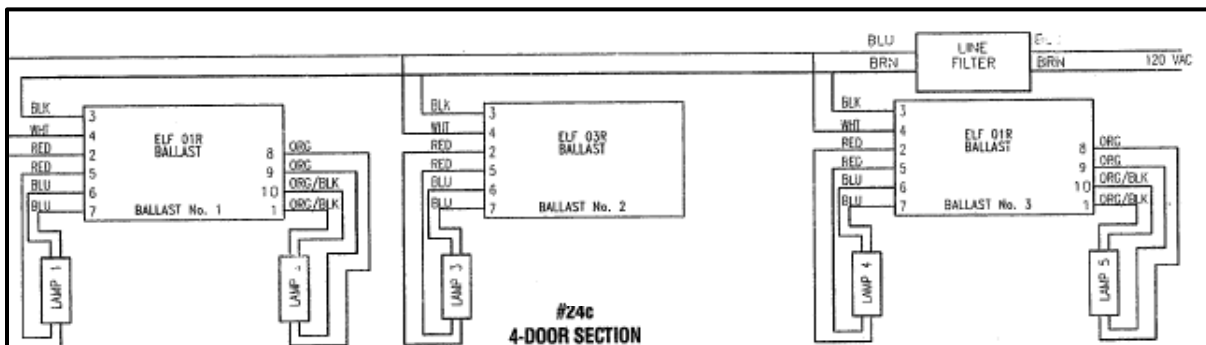 BLU
BRN
LINE
FILTER
BRN
120 VAC
BLK
3
WHT
4
RED
2
RED
5
BLU
6
BLU
7
ELF 01R
BALLAST
BALLAST No. 1
8
ORG
9
ORG
10
ORG/BLK
1
ORG/BLK
LAMP 1
LAMP
BLK
3
WHT
4
RED
2
RED
5
BLU
6
BLU
7
ELF 03R
BALLAST
BALLAST No. 2
LAMP 3
BLK
3
WHT
4
RED
2
RED
5
BLU
6
BLU
7
ELF 01R
BALLAST
BALLAST No. 3
8
ORG
9
ORG
10
ORG/BLK
1
ORG/BLK
LAMP 4
LAMP 5
#24c
4-DOOR SECTION